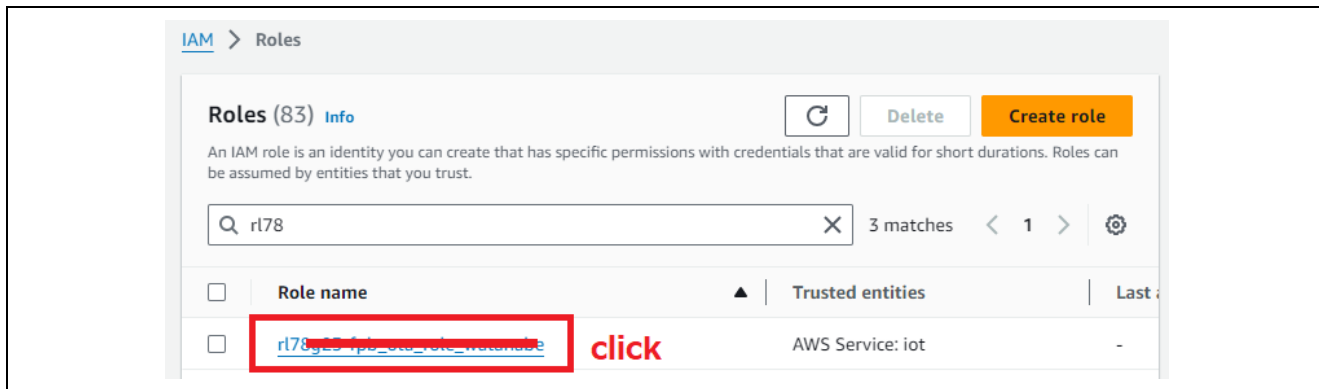 IAM > Roles
Roles (83) Info
Delete
Create role
An IAM role is an identity you can create that has specific permissions with credentials that are valid for short durations. Roles can
be assumed by entities that you trust.
rl78
3 matches < 1 >
Role name
Trusted entities
Last
rl78
click
AWS Service: iot
-